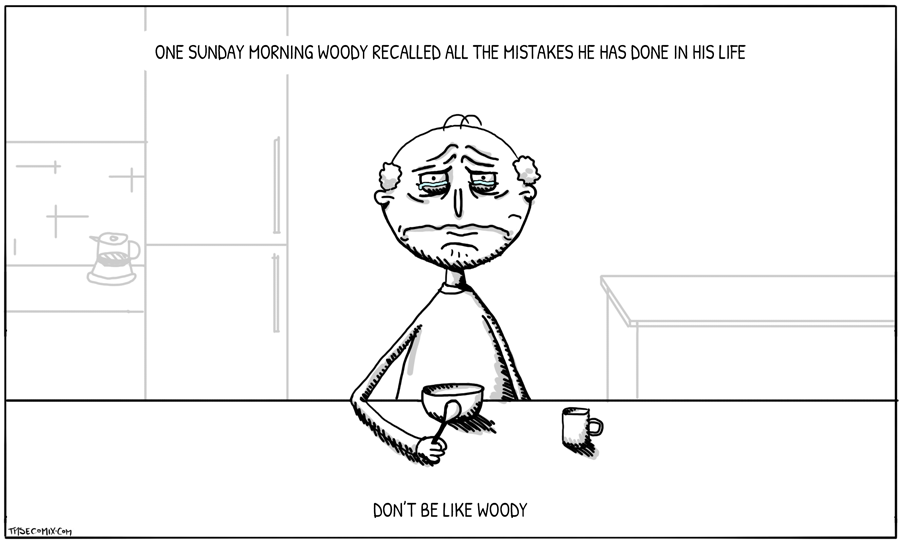 ONE SUNDAY MORNING WOODY RECALLED ALL THE MISTAKES HE HAS DONE IN HIS LIFE
DON'T BE LIKE WOODY